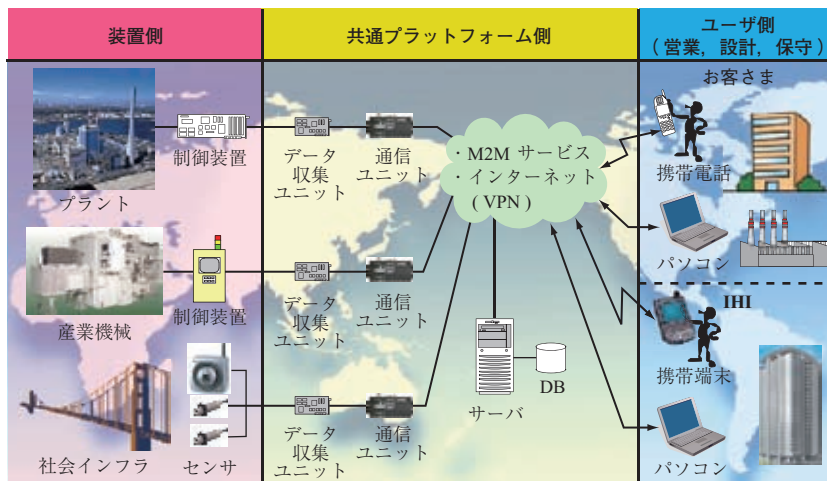 装置側
共通プラットフォーム側
ユーザ側
( 営業, 設計, 保守 )
プラント
制御装置
データ
収集
ユニット
通信
ユニット
産業機械
制御装置
データ
収集
ユニット
通信
ユニット
社会インフラ
センサ
データ
収集
ユニット
通信
ユニット
・M2M サービス
・インターネット
( VPN )
サーバ
DB
お客さま
携帯電話
パソコン
IHI
携帯端末
パソコン